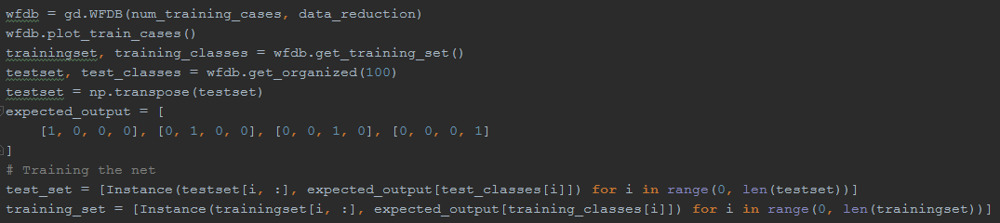 wfdb = gd.WFDB(num_training_cases, data_reduction)
wfdb.plot_train_cases()
trainingset, training_classes = wfdb.get_training_set()
testset, test_classes = wfdb.get_organized(100)
testset = np.transpose(testset)
expected_output = [
    [1, 0, 0, 0], [0, 1, 0, 0], [0, 0, 1, 0], [0, 0, 0, 1]
]
# Training the net
test_set = [Instance(testset[i, :], expected_output[test_classes[i]]) for i in range(0, len(testset))]
training_set = [Instance(trainingset[i, :], expected_output[training_classes[i]]) for i in range(0, len(trainingset))]